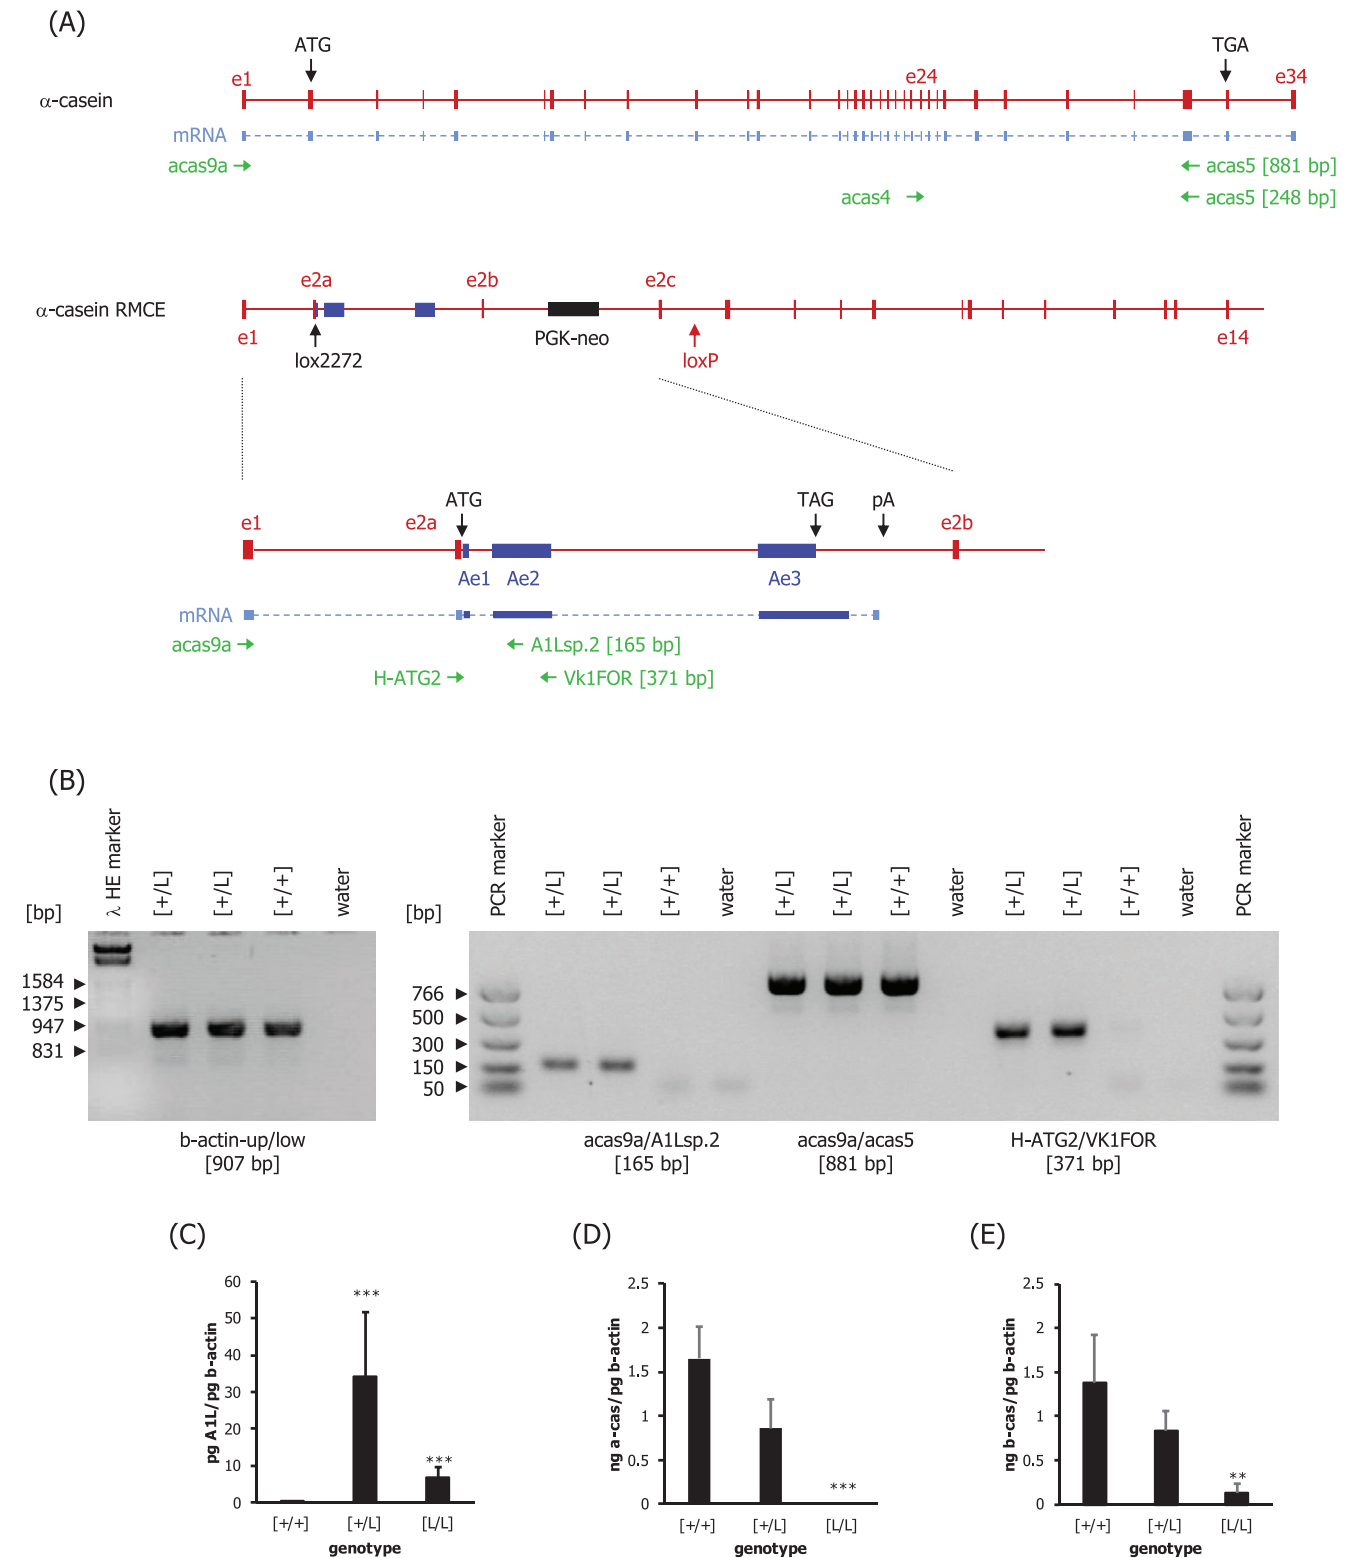 (A)
ATG TGA
e1 e24 e34
α-casein
mRNA
acas9a acas5 [881 bp]
acas4 acas5 [248 bp]
e2a e2b e2c
α-casein RMCE
e1 lox2272 PGK-neo loxP e14
ATG TAG pA
e1 e2a e2b
Ae1 Ae2 Ae3
mRNA
acas9a A1Lsp.2 [165 bp]
H-ATG2 Vk1FOR [371 bp]
(B)
[bp] λ HE marker [+/L] [+/L] [+/+] water
[bp] PCR marker [+/L] [+/L] [+/+] water [+/L] [+/L] [+/+] water [+/L] [+/L] [+/+] water PCR marker
1584
1375
947
831
766
500
300
150
50
b-actin-up/low
[907 bp]
acas9a/A1Lsp.2
[165 bp]
acas9a/acas5
[881 bp]
H-ATG2/VK1FOR
[371 bp]
(C)
pg A1L/pg b-actin
60
50
40
30
20
10
0
***
***
[+/+] [+/L] [L/L]
genotype
(D)
ng a-cas/pg b-actin
2.5
2
1.5
1
0.5
0
***
[+/+] [+/L] [L/L]
genotype
(E)
ng b-cas/pg b-actin
2.5
2
1.5
1
0.5
0
**
[+/+] [+/L] [L/L]
genotype